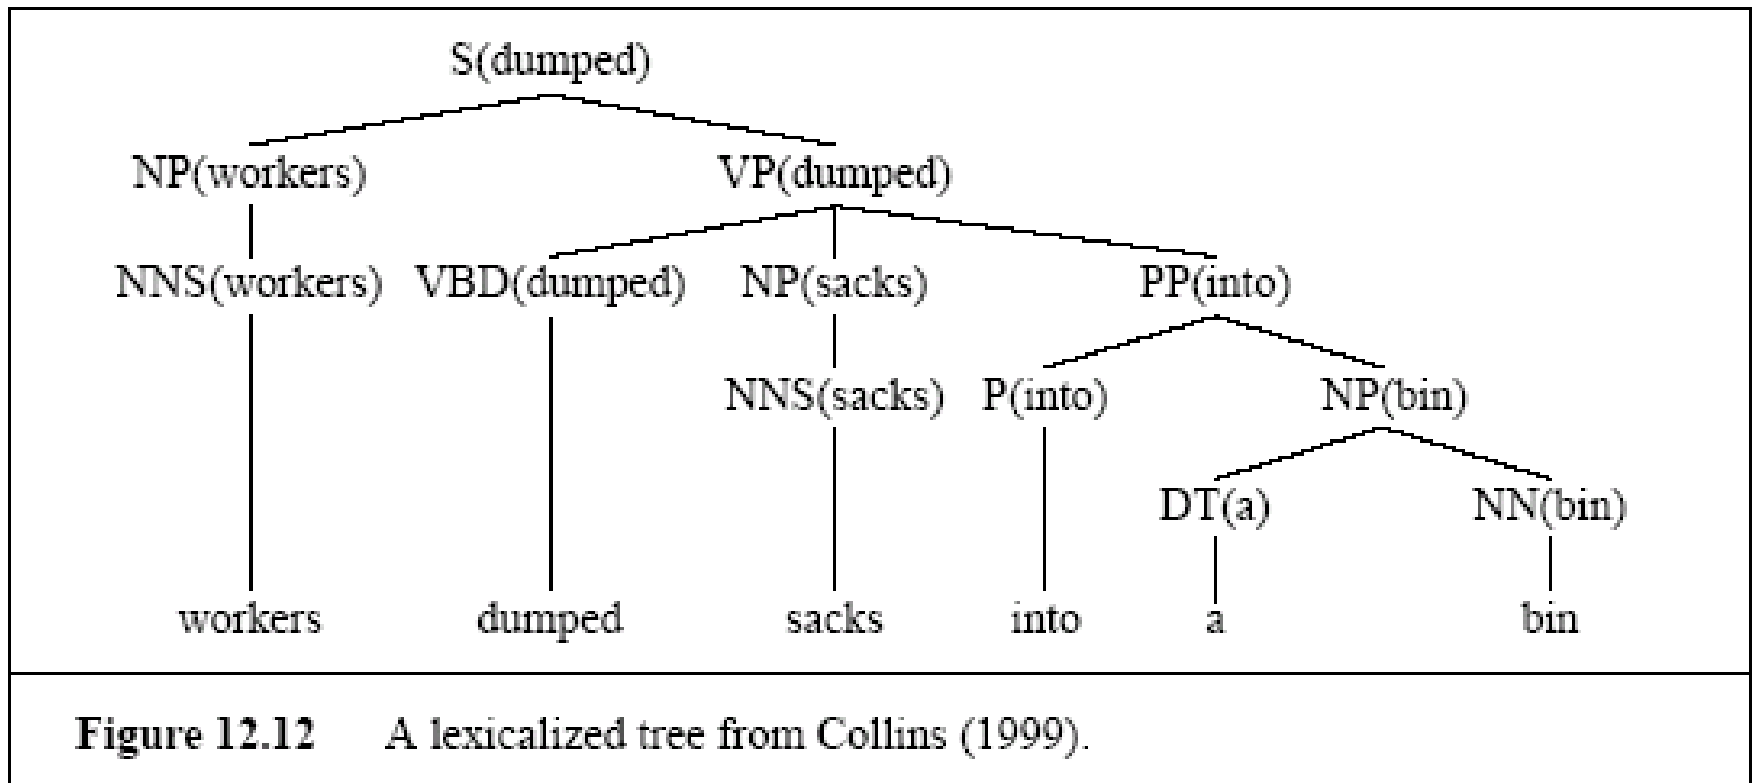 S(dumped)
NP(workers) VP(dumped)
NNS(workers) VBD(dumped) NP(sacks) PP(into)
NNS(sacks) P(into) NP(bin)
DT(a) NN(bin)
workers dumped sacks into a bin
Figure 12.12 A lexicalized tree from Collins (1999).